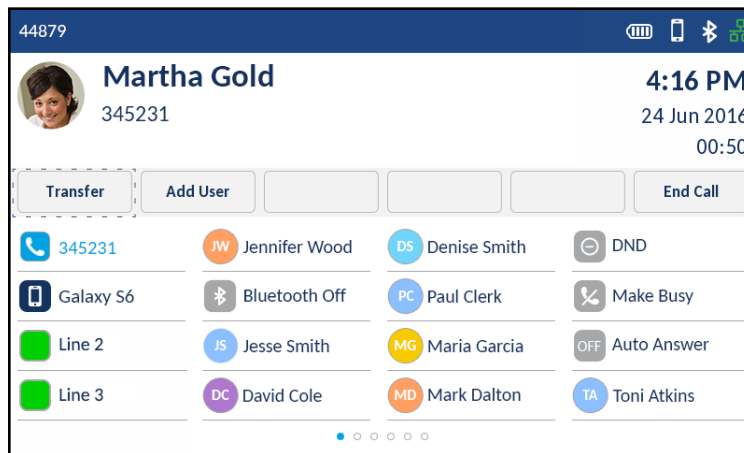 44879
Martha Gold
4:16 PM
345231
24 Jun 2016
00:50
Transfer
Add User
End Call
345231
JW Jennifer Wood
DS Denise Smith
DND
Galaxy S6
Bluetooth Off
PC Paul Clerk
Make Busy
Line 2
JS Jesse Smith
MG Maria Garcia
OFF Auto Answer
Line 3
DC David Cole
MD Mark Dalton
TA Toni Atkins